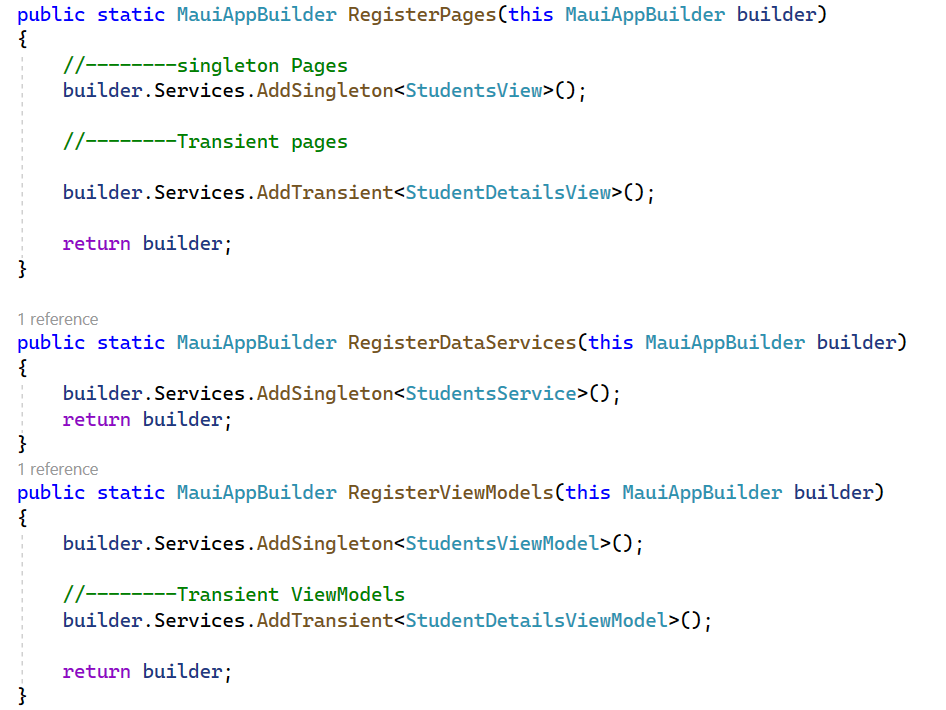 public static MauiAppBuilder RegisterPages(this MauiAppBuilder builder)
{
    //--------singleton Pages
    builder.Services.AddSingleton<StudentsView>();
    //--------Transient pages
    builder.Services.AddTransient<StudentDetailsView>();
    return builder;
}
1 reference
public static MauiAppBuilder RegisterDataServices(this MauiAppBuilder builder)
{
    builder.Services.AddSingleton<StudentsService>();
    return builder;
}
1 reference
public static MauiAppBuilder RegisterViewModels(this MauiAppBuilder builder)
{
    builder.Services.AddSingleton<StudentsViewModel>();
    //--------Transient ViewModels
    builder.Services.AddTransient<StudentDetailsViewModel>();
    return builder;
}